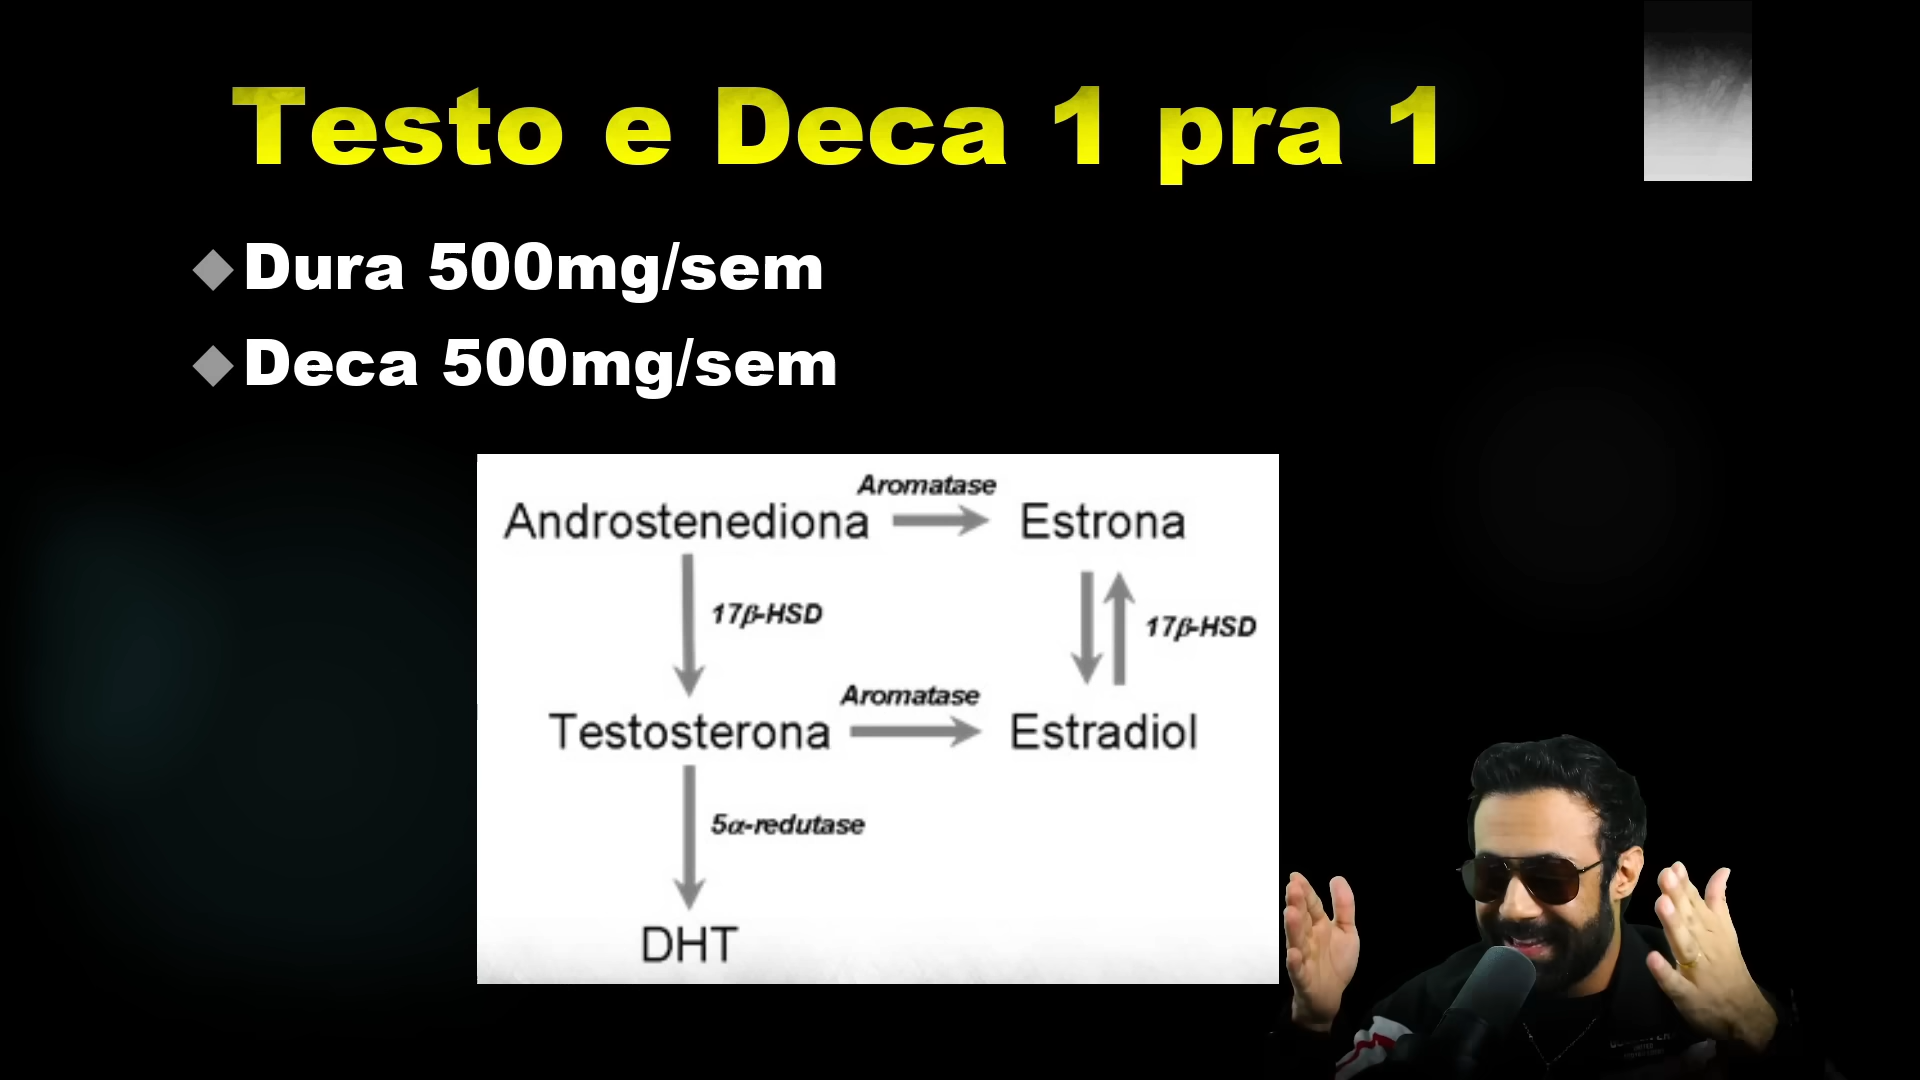 Testo e Deca 1 pra 1
Dura 500mg/sem
Deca 500mg/sem
Aromatase
Androstenediona
Estrona
17β-HSD
17β-HSD
Aromatase
Testosterona
Estradiol
5α-redutase
DHT